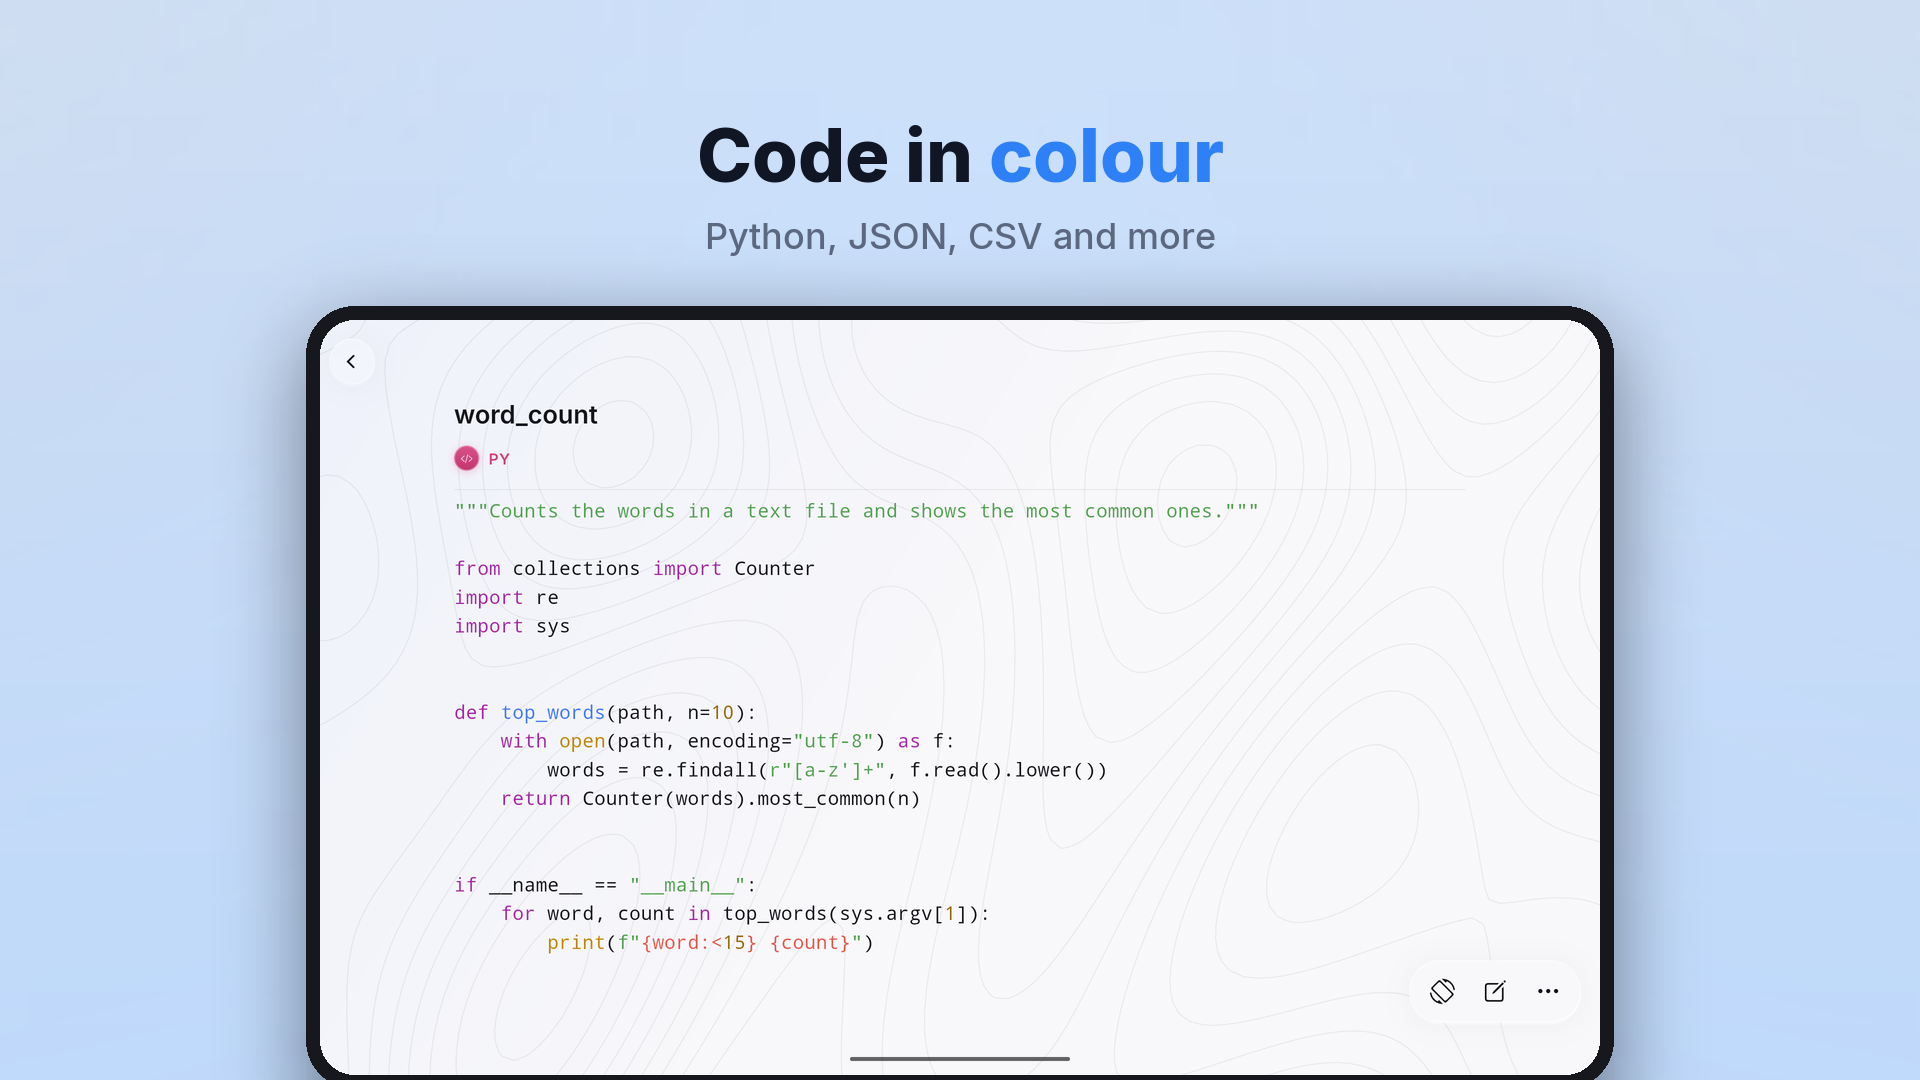 Code in colour
Python, JSON, CSV and more
word_count
</> PY
"""Counts the words in a text file and shows the most common ones."""
from collections import Counter
import re
import sys
def top_words(path, n=10):
    with open(path, encoding="utf-8") as f:
        words = re.findall(r"[a-z']+", f.read().lower())
    return Counter(words).most_common(n)
if __name__ == "__main__":
    for word, count in top_words(sys.argv[1]):
        print(f"{word:<15} {count}")